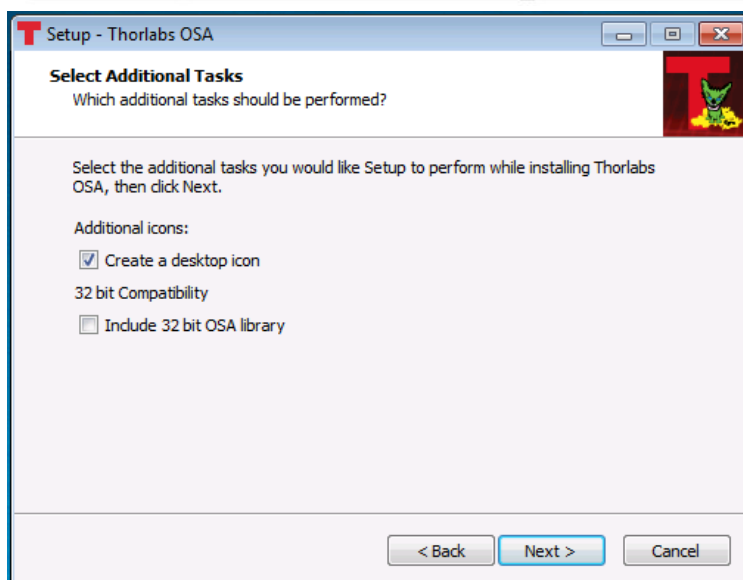 Setup - Thorlabs OSA
Select Additional Tasks
Which additional tasks should be performed?
Select the additional tasks you would like Setup to perform while installing Thorlabs
OSA, then click Next.
Additional icons:
Create a desktop icon
32 bit Compatibility
Include 32 bit OSA library
< Back Next > Cancel